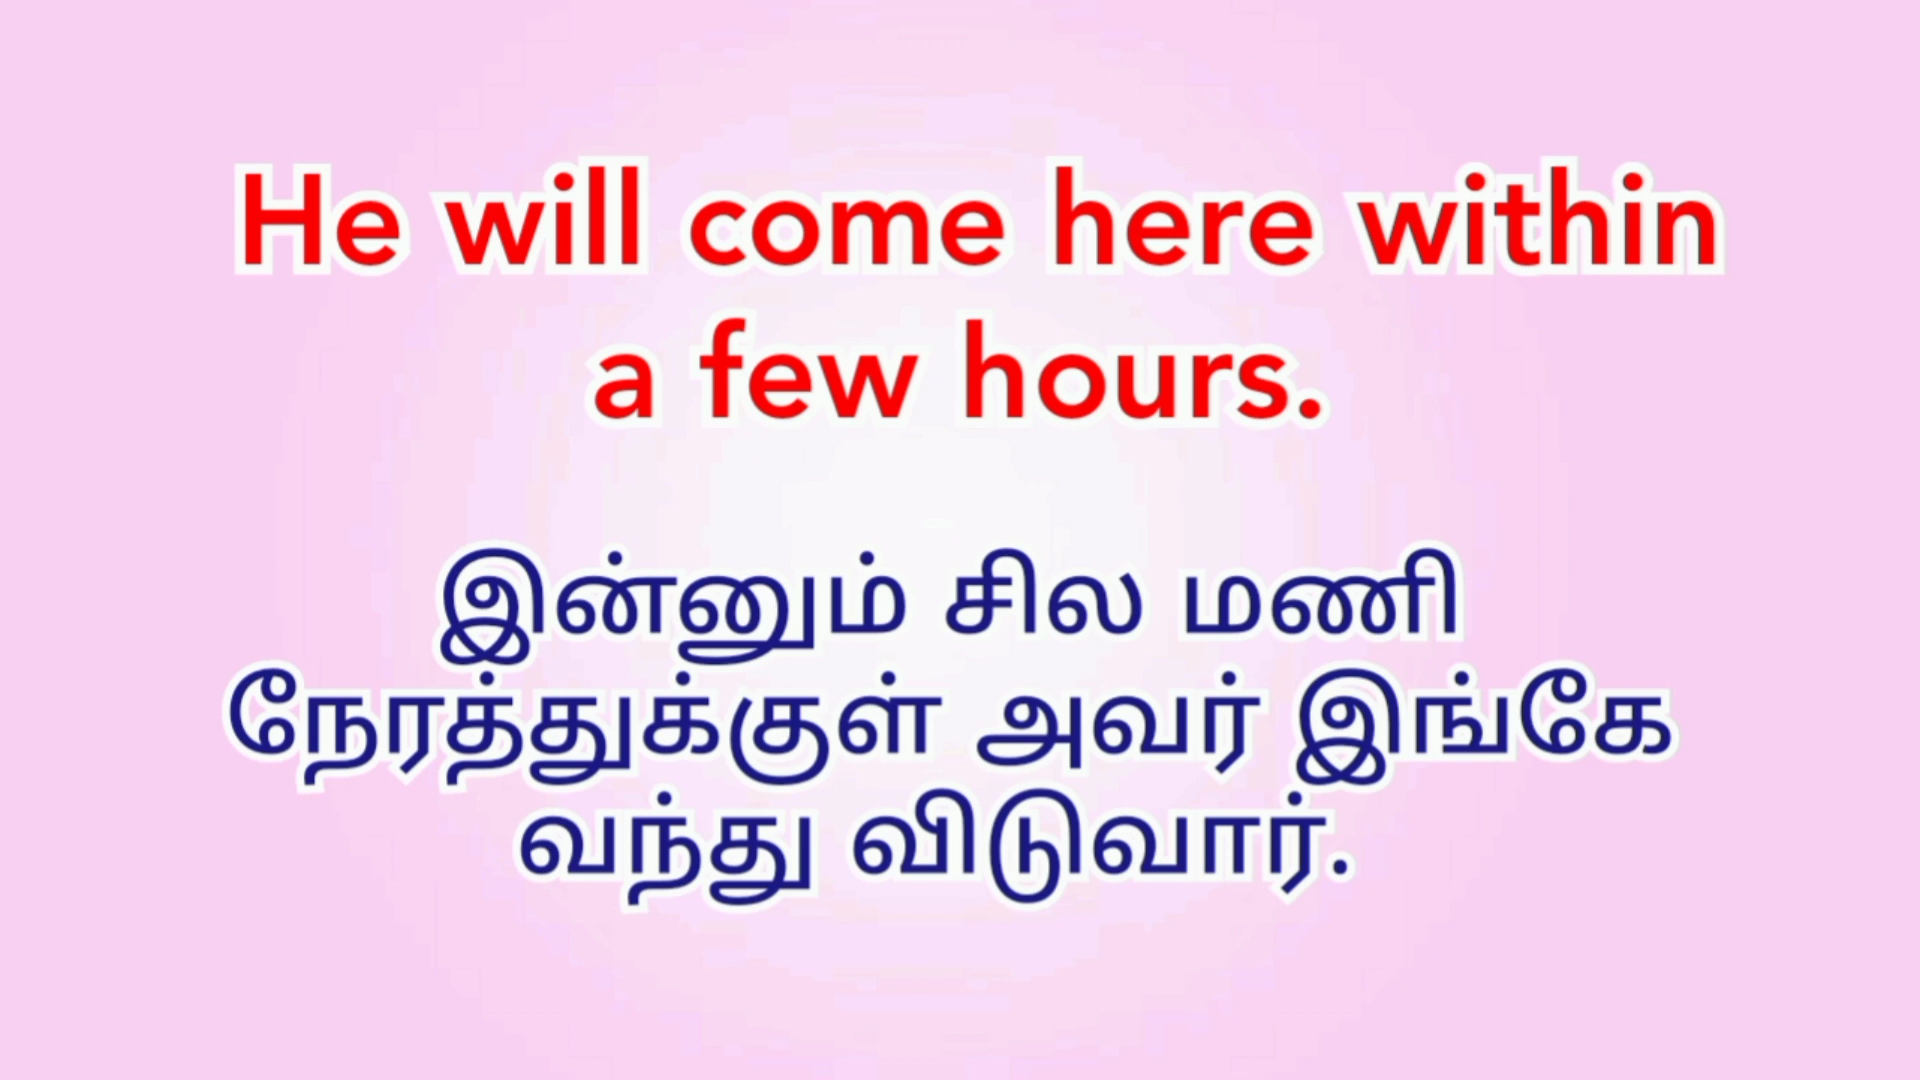 He will come here within
a few hours.
இன்னும் சில மணி
நேரத்துக்குள் அவர் இங்கே
வந்து விடுவார்.